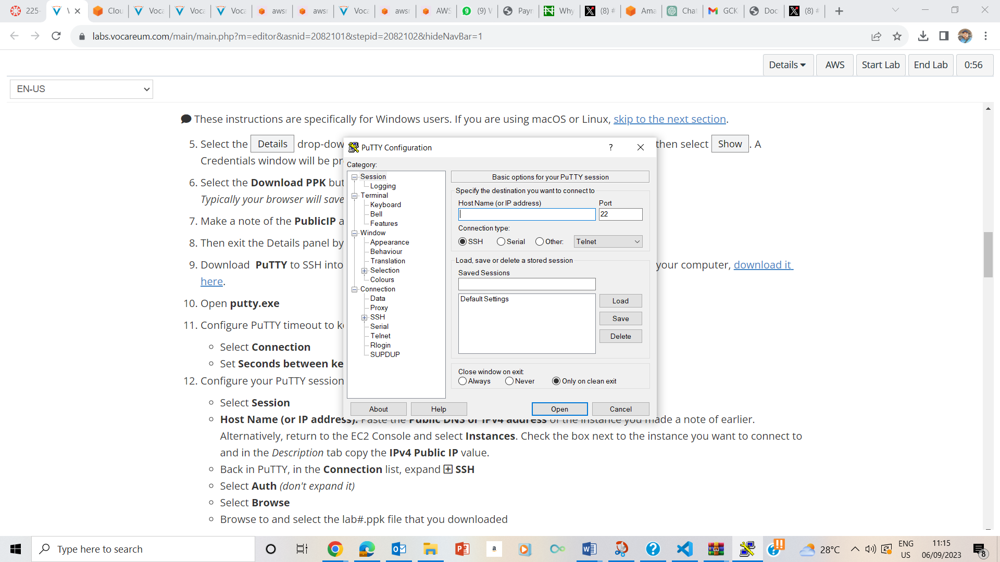 225-
V
Clou
Voca
Voca
Voca
awsr
awsr
Voca
awsr
AWS
9
(9) V
Payn
Why
(8) #
Ama
Chat
GCK
Doc
(8) #
labs.vocareum.com/main/main.php?m=editor&asnid=2082101&stepid=2082102&hideNavBar=1
Details
AWS
Start Lab
End Lab
0:56
EN-US
These instructions are specifically for Windows users. If you are using macOS or Linux, skip to the next section.
5. Select the Details drop-dow
then select Show . A
Credentials window will be pr
6. Select the Download PPK but
Typically your browser will save
7. Make a note of the PublicIP a
8. Then exit the Details panel by
9. Download PuTTY to SSH into
your computer, download it
here.
10. Open putty.exe
11. Configure PuTTY timeout to ke
Select Connection
Set Seconds between ke
12. Configure your PuTTY session
Select Session
Host Name (or IP address): Paste the Public DNS or IPv4 address of the instance you made a note of earlier.
Alternatively, return to the EC2 Console and select Instances. Check the box next to the instance you want to connect to
and in the Description tab copy the IPv4 Public IP value.
Back in PuTTY, in the Connection list, expand SSH
Select Auth (don't expand it)
Select Browse
Browse to and select the lab#.ppk file that you downloaded
PuTTY Configuration
?
Category:
Session
Logging
Terminal
Keyboard
Bell
Features
Window
Appearance
Behaviour
Translation
Selection
Colours
Connection
Data
Proxy
SSH
Serial
Telnet
Rlogin
SUPDUP
Basic options for your PuTTY session
Specify the destination you want to connect to
Host Name (or IP address)
Port
22
Connection type:
SSH
Serial
Other:
Telnet
Load, save or delete a stored session
Saved Sessions
Default Settings
Load
Save
Delete
Close window on exit:
Always
Never
Only on clean exit
About
Help
Open
Cancel
Type here to search
28°C
ENG
US
11:15
06/09/2023
8